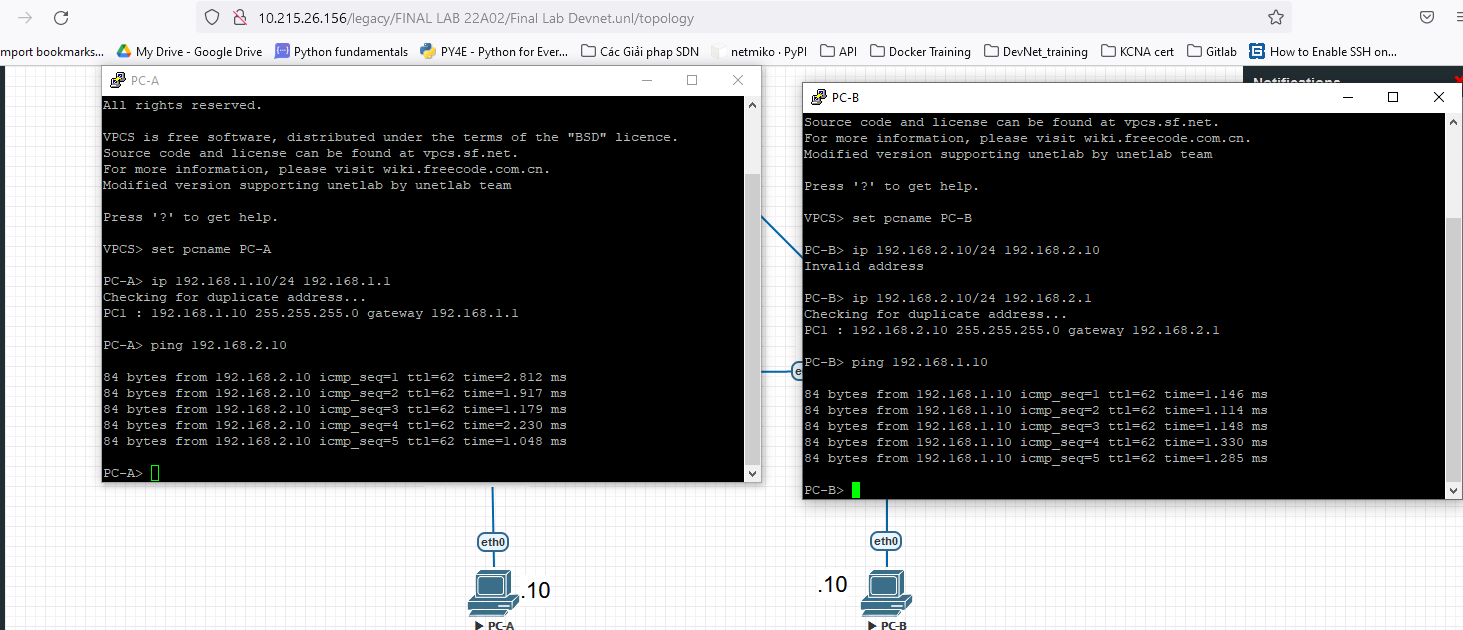 10.215.26.156/legacy/FINAL LAB 22A02/Final Lab Devnet.unl/topology
mport bookmarks...
My Drive - Google Drive
Python fundamentals
PY4E - Python for Ever...
Các Giải phap SDN
netmiko · PyPI
API
Docker Training
DevNet_training
KCNA cert
Gitlab
How to Enable SSH on...
Notifications
PC-A
All rights reserved.
VPCS is free software, distributed under the terms of the "BSD" licence.
Source code and license can be found at vpcs.sf.net.
For more information, please visit wiki.freecode.com.cn.
Modified version supporting unetlab by unetlab team
Press '?' to get help.
VPCS> set pcname PC-A
PC-A> ip 192.168.1.10/24 192.168.1.1
Checking for duplicate address...
PC1 : 192.168.1.10 255.255.255.0 gateway 192.168.1.1
PC-A> ping 192.168.2.10
84 bytes from 192.168.2.10 icmp_seq=1 ttl=62 time=2.812 ms
84 bytes from 192.168.2.10 icmp_seq=2 ttl=62 time=1.917 ms
84 bytes from 192.168.2.10 icmp_seq=3 ttl=62 time=1.179 ms
84 bytes from 192.168.2.10 icmp_seq=4 ttl=62 time=2.230 ms
84 bytes from 192.168.2.10 icmp_seq=5 ttl=62 time=1.048 ms
PC-A>
PC-B
Source code and license can be found at vpcs.sf.net.
For more information, please visit wiki.freecode.com.cn.
Modified version supporting unetlab by unetlab team
Press '?' to get help.
VPCS> set pcname PC-B
PC-B> ip 192.168.2.10/24 192.168.2.10
Invalid address
PC-B> ip 192.168.2.10/24 192.168.2.1
Checking for duplicate address...
PC1 : 192.168.2.10 255.255.255.0 gateway 192.168.2.1
PC-B> ping 192.168.1.10
84 bytes from 192.168.1.10 icmp_seq=1 ttl=62 time=1.146 ms
84 bytes from 192.168.1.10 icmp_seq=2 ttl=62 time=1.114 ms
84 bytes from 192.168.1.10 icmp_seq=3 ttl=62 time=1.148 ms
84 bytes from 192.168.1.10 icmp_seq=4 ttl=62 time=1.330 ms
84 bytes from 192.168.1.10 icmp_seq=5 ttl=62 time=1.285 ms
PC-B>
eth0
eth0
.10
.10
PC-A
PC-B